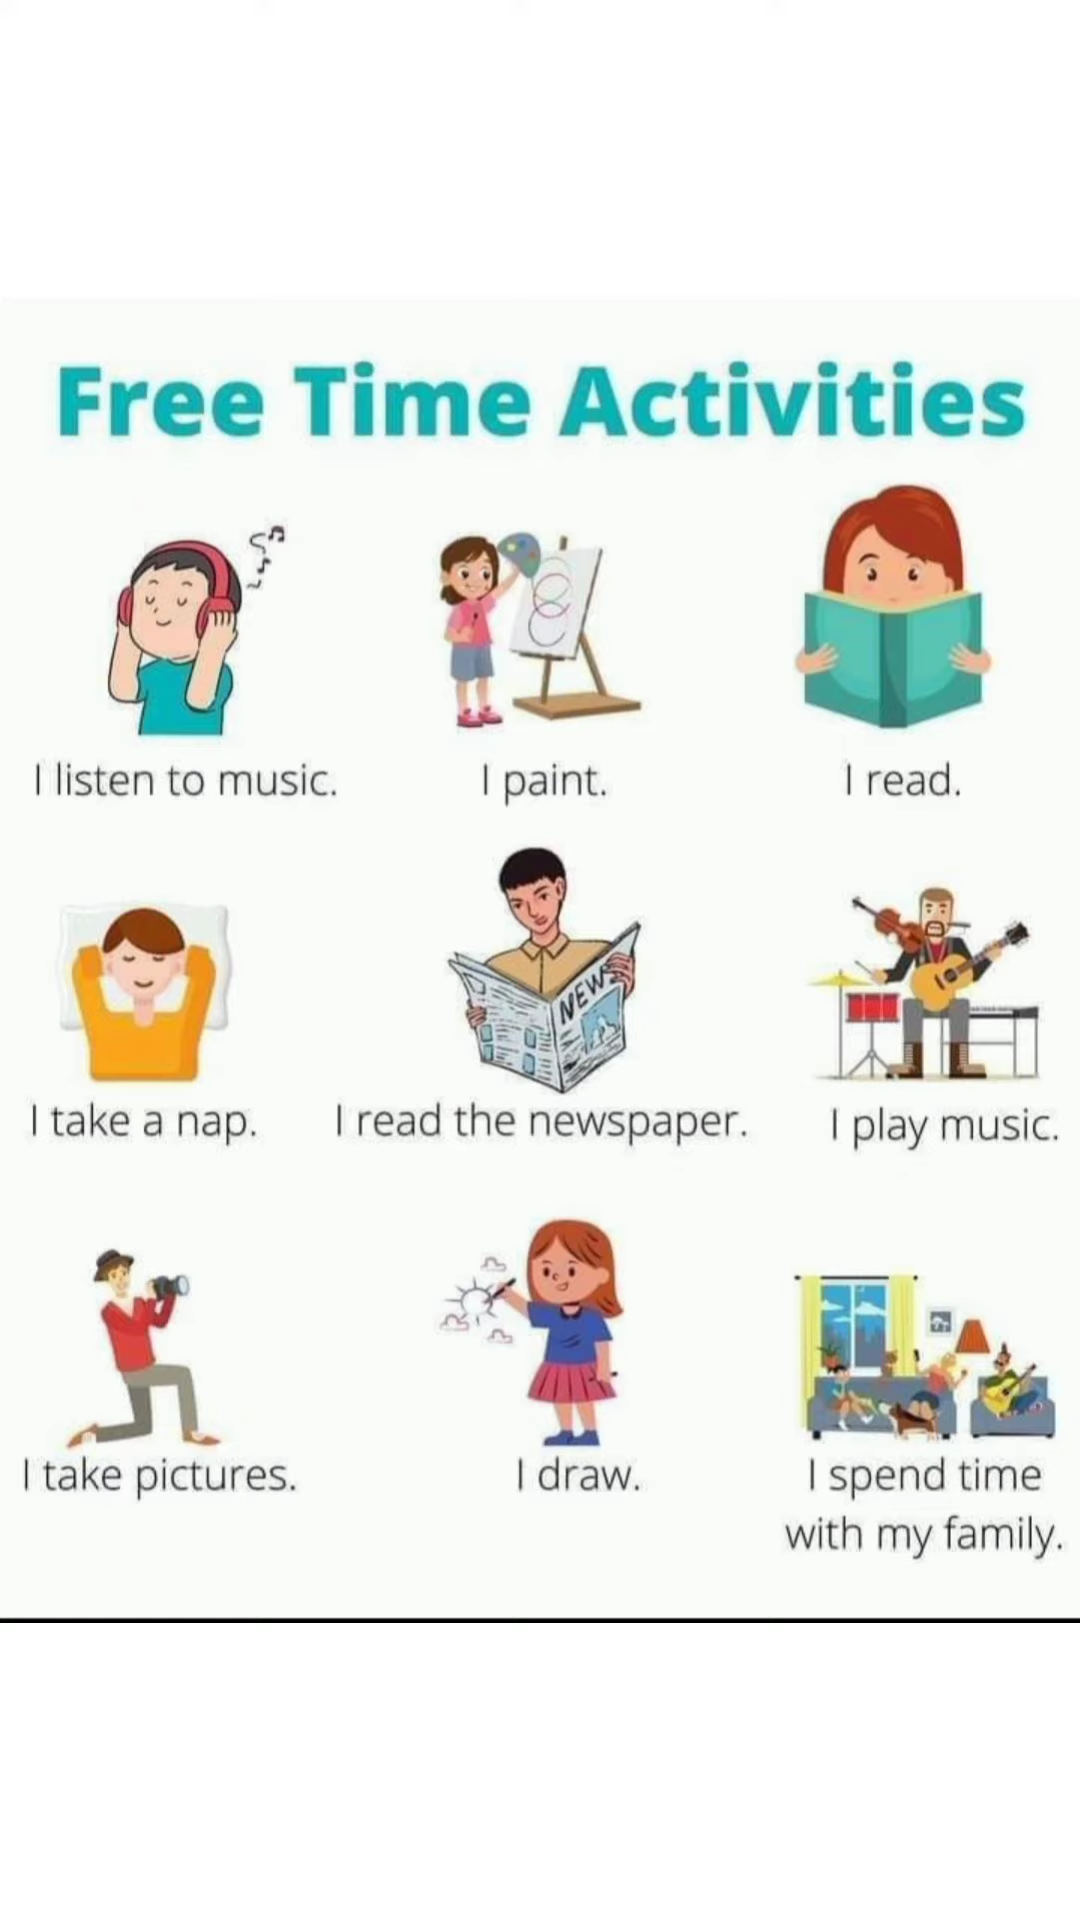 Free Time Activities
I listen to music.
I paint.
I read.
NEWS
I take a nap.
I read the newspaper.
I play music.
I take pictures.
I draw.
I spend time
with my family.